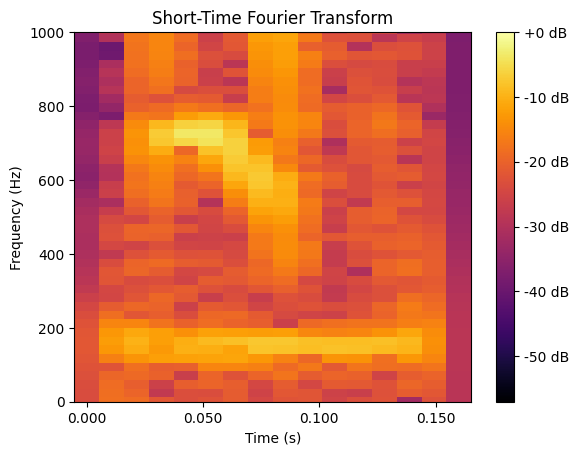 Short-Time Fourier Transform
1000
800
600
400
200
0
Frequency (Hz)
0.000
0.050
0.100
0.150
Time (s)
+0 dB
-10 dB
-20 dB
-30 dB
-40 dB
-50 dB